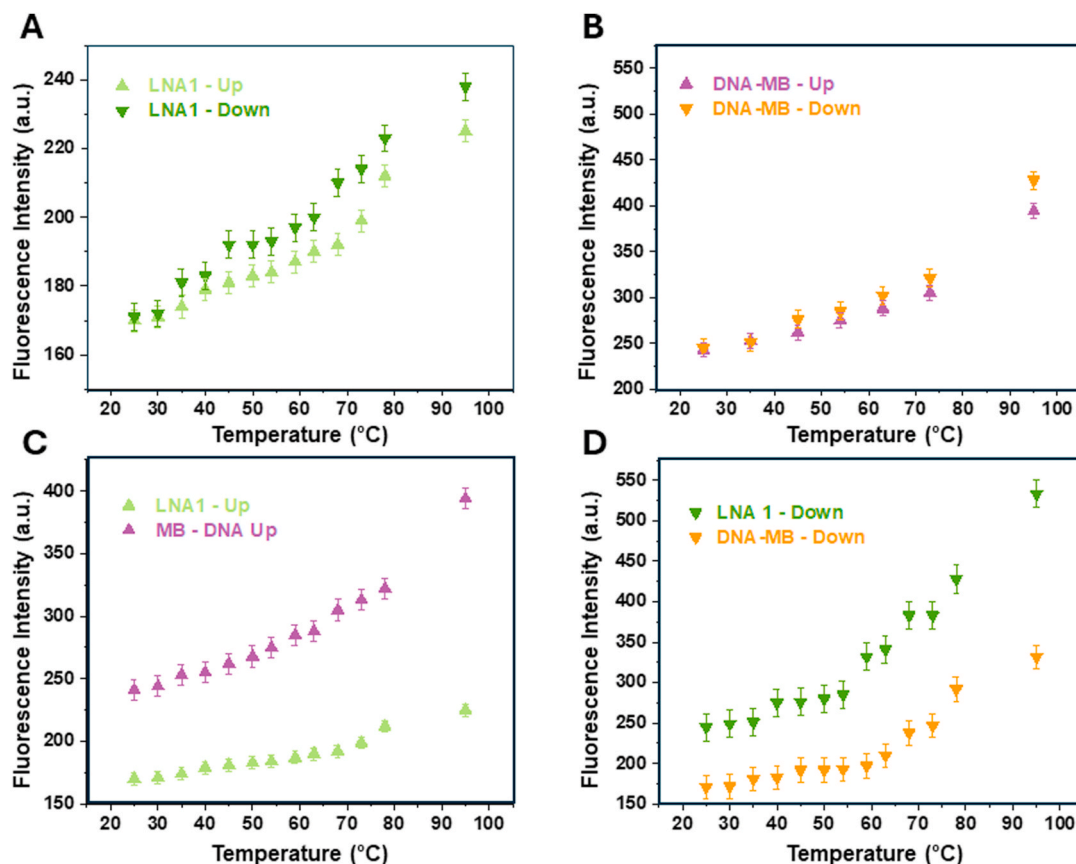 A
LNA1 - Up
LNA1 - Down
240
220
200
180
160
20 30 40 50 60 70 80 90 100
Temperature (°C)
Fluorescence Intensity (a.u.)
B
DNA-MB - Up
DNA-MB - Down
550
500
450
400
350
300
250
200
20 30 40 50 60 70 80 90 100
Temperature (°C)
Fluorescence Intensity (a.u.)
C
LNA1 - Up
MB - DNA Up
400
300
200
150
20 30 40 50 60 70 80 90 100
Temperature (°C)
Fluorescence Intensity (a.u.)
D
LNA 1 - Down
DNA-MB - Down
550
500
450
400
350
300
250
200
150
20 30 40 50 60 70 80 90 100
Temperature (°C)
Fluorescence Intensity (a.u.)